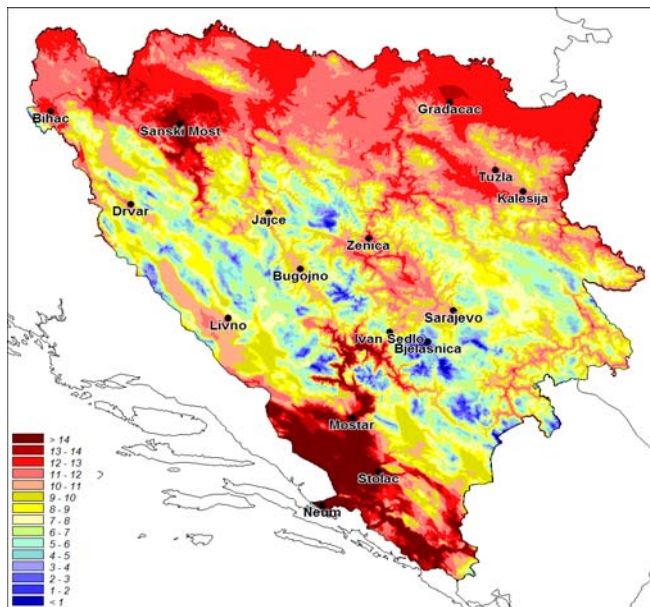 Gradacac
Bihac
Sanski Most
Tuzla
Kalesija
Drvar
Jajce
Zenica
Bugojno
Sarajevo
Livno
Ivan Sedlo
Bjelasnica
Mostar
Stolac
Neum
> 14
13 - 14
12 - 13
11 - 12
10 - 11
9 - 10
8 - 9
7 - 8
6 - 7
5 - 6
4 - 5
3 - 4
2 - 3
1 - 2
< 1